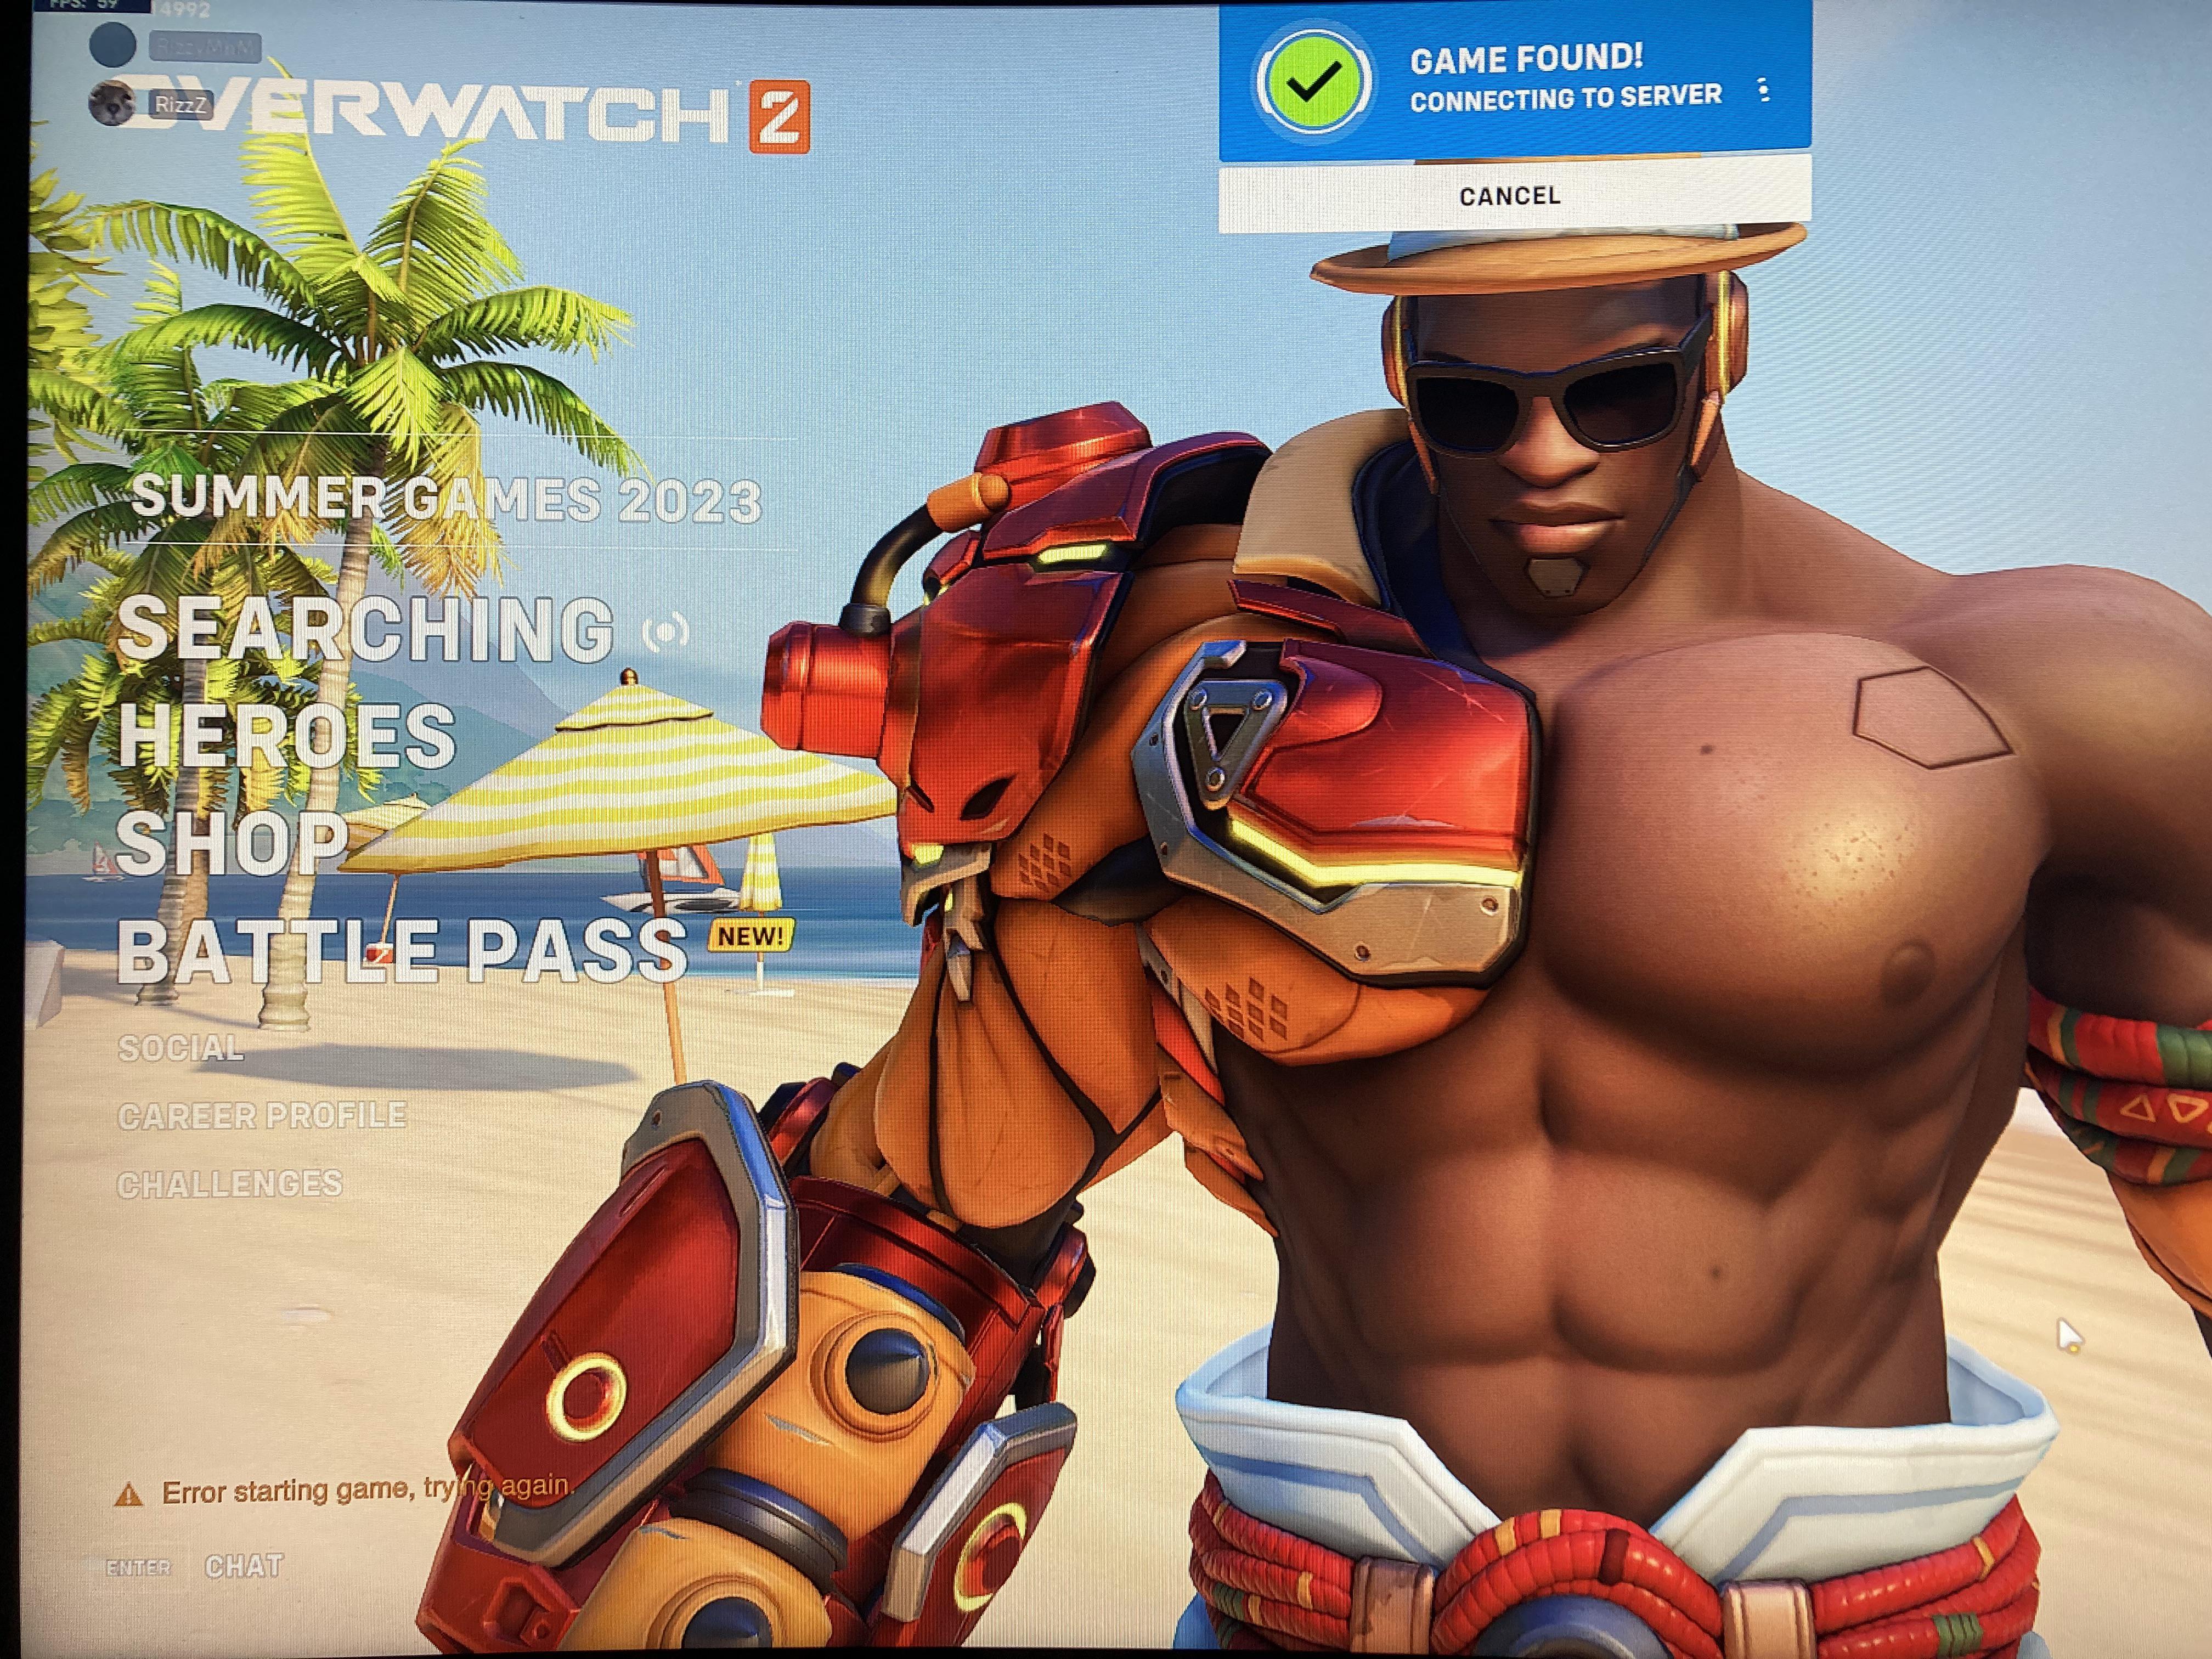 FPS: 59
14992
RizzZ
OVERWATCH 2
GAME FOUND!
CONNECTING TO SERVER
CANCEL
SUMMER GAMES 2023
SEARCHING
HEROES
SHOP
BATTLE PASS NEW!
SOCIAL
CAREER PROFILE
CHALLENGES
Error starting game, trying again.
ENTER CHAT